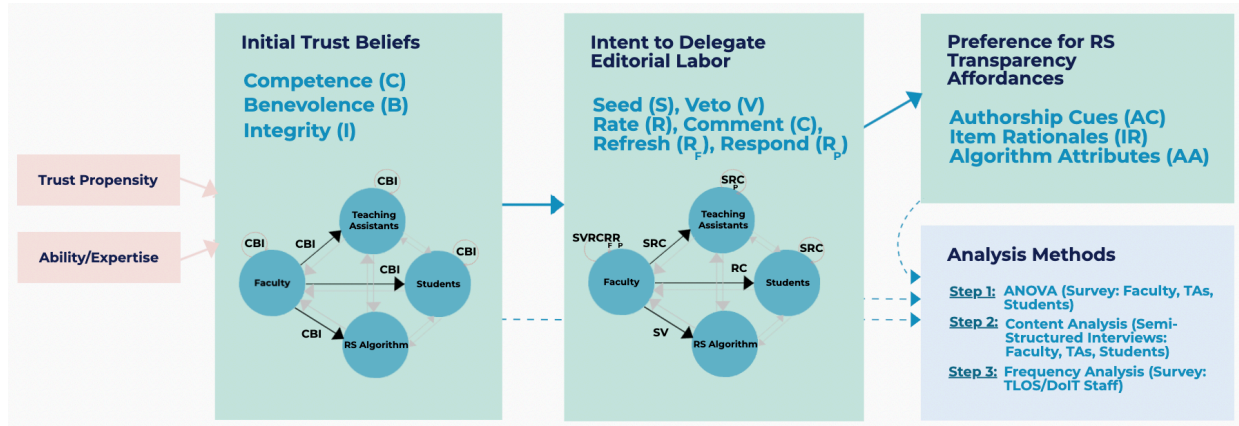 Trust Propensity
Ability/Expertise
Initial Trust Beliefs
Competence (C)
Benevolence (B)
Integrity (I)
CBI
Teaching
Assistants
CBI
CBI
CBI
CBI
Faculty
Students
CBI
RS Algorithm
Intent to Delegate
Editorial Labor
Seed (S), Veto (V)
Rate (R), Comment (C),
Refresh (RF), Respond (RP)
SRCP
Teaching
Assistants
SVRCRFRP
SRC
SRC
RC
Faculty
Students
SV
RS Algorithm
Preference for RS
Transparency
Affordances
Authorship Cues (AC)
Item Rationales (IR)
Algorithm Attributes (AA)
Analysis Methods
Step 1: ANOVA (Survey: Faculty, TAs,
Students)
Step 2: Content Analysis (Semi-
Structured Interviews:
Faculty, TAs, Students)
Step 3: Frequency Analysis (Survey:
TLOS/DoIT Staff)